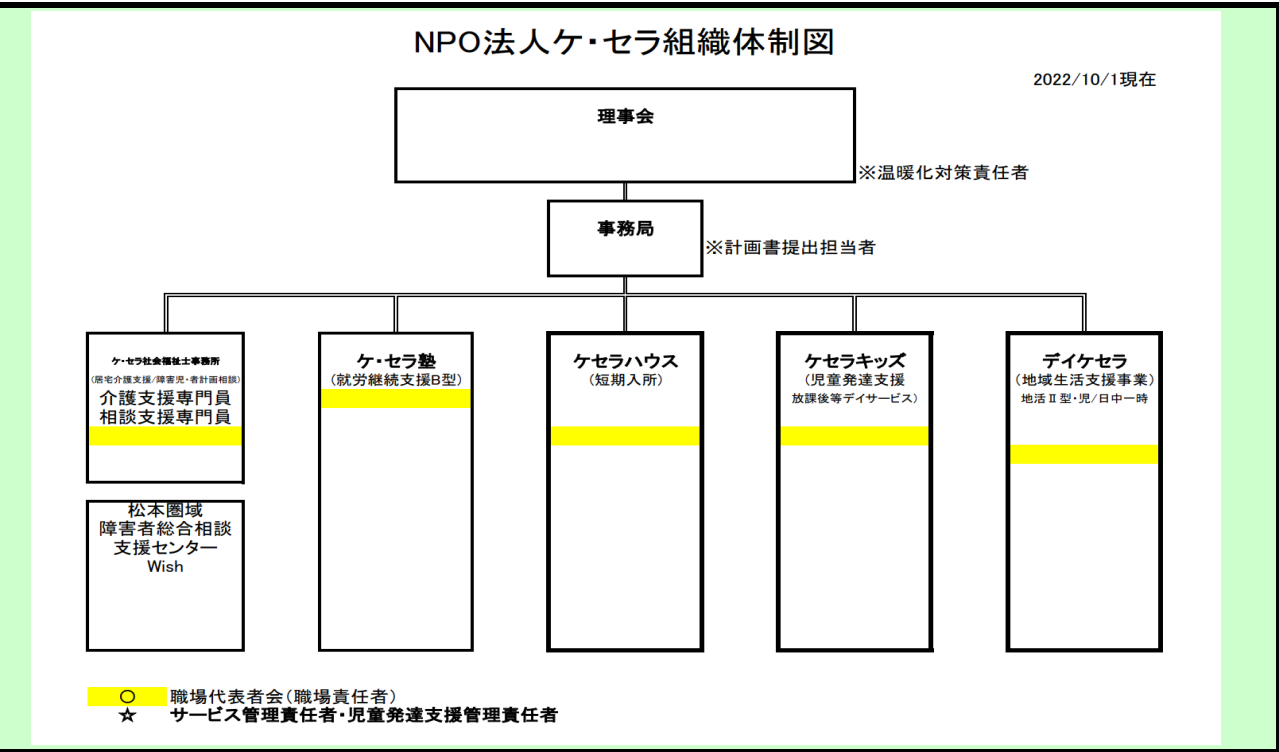 NPO法人ケ・セラ組織体制図
2022/10/1現在
理事会
※温暖化対策責任者
事務局
※計画書提出担当者
ケ・セラ社会福祉士事務所
(居宅介護支援/障害児・者計画相談)
介護支援専門員
相談支援専門員
松本圏域
障害者総合相談
支援センター
Wish
ケ・セラ塾
(就労継続支援B型)
ケセラハウス
(短期入所)
ケセラキッズ
(児童発達支援
放課後等デイサービス)
デイケセラ
(地域生活支援事業)
地活Ⅱ型・児/日中一時
○ 職場代表者会(職場責任者)
☆ サービス管理責任者・児童発達支援管理責任者